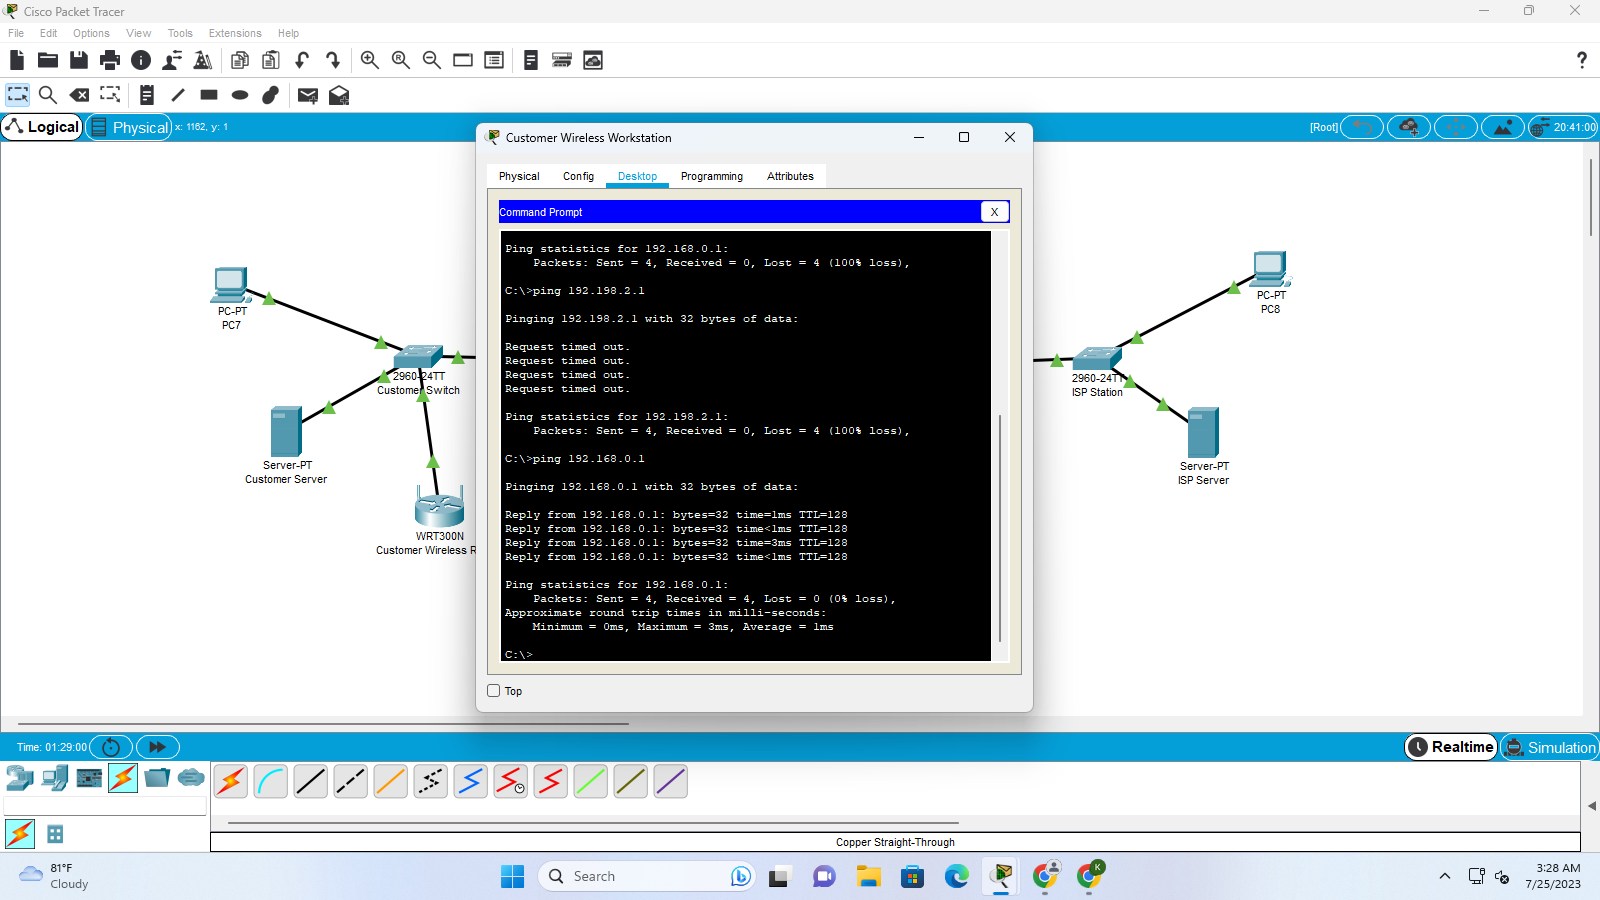 Cisco Packet Tracer
File Edit Options View Tools Extensions Help
Logical Physical x: 1162, y: 1
[Root] 20:41:00
Customer Wireless Workstation
Physical Config Desktop Programming Attributes
Command Prompt X
Ping statistics for 192.168.0.1:
Packets: Sent = 4, Received = 0, Lost = 4 (100% loss),
C:\>ping 192.198.2.1
Pinging 192.198.2.1 with 32 bytes of data:
Request timed out.
Request timed out.
Request timed out.
Request timed out.
Ping statistics for 192.198.2.1:
Packets: Sent = 4, Received = 0, Lost = 4 (100% loss),
C:\>ping 192.168.0.1
Pinging 192.168.0.1 with 32 bytes of data:
Reply from 192.168.0.1: bytes=32 time=1ms TTL=128
Reply from 192.168.0.1: bytes=32 time<1ms TTL=128
Reply from 192.168.0.1: bytes=32 time=3ms TTL=128
Reply from 192.168.0.1: bytes=32 time<1ms TTL=128
Ping statistics for 192.168.0.1:
Packets: Sent = 4, Received = 4, Lost = 0 (0% loss),
Approximate round trip times in milli-seconds:
Minimum = 0ms, Maximum = 3ms, Average = 1ms
C:\>
Top
PC-PT
PC7
2960-24TT
Customer Switch
Server-PT
Customer Server
WRT300N
Customer Wireless R
PC-PT
PC8
2960-24TT
ISP Station
Server-PT
ISP Server
Time: 01:29:00
Realtime Simulation
Copper Straight-Through
81°F
Cloudy
Search
K
3:28 AM
7/25/2023